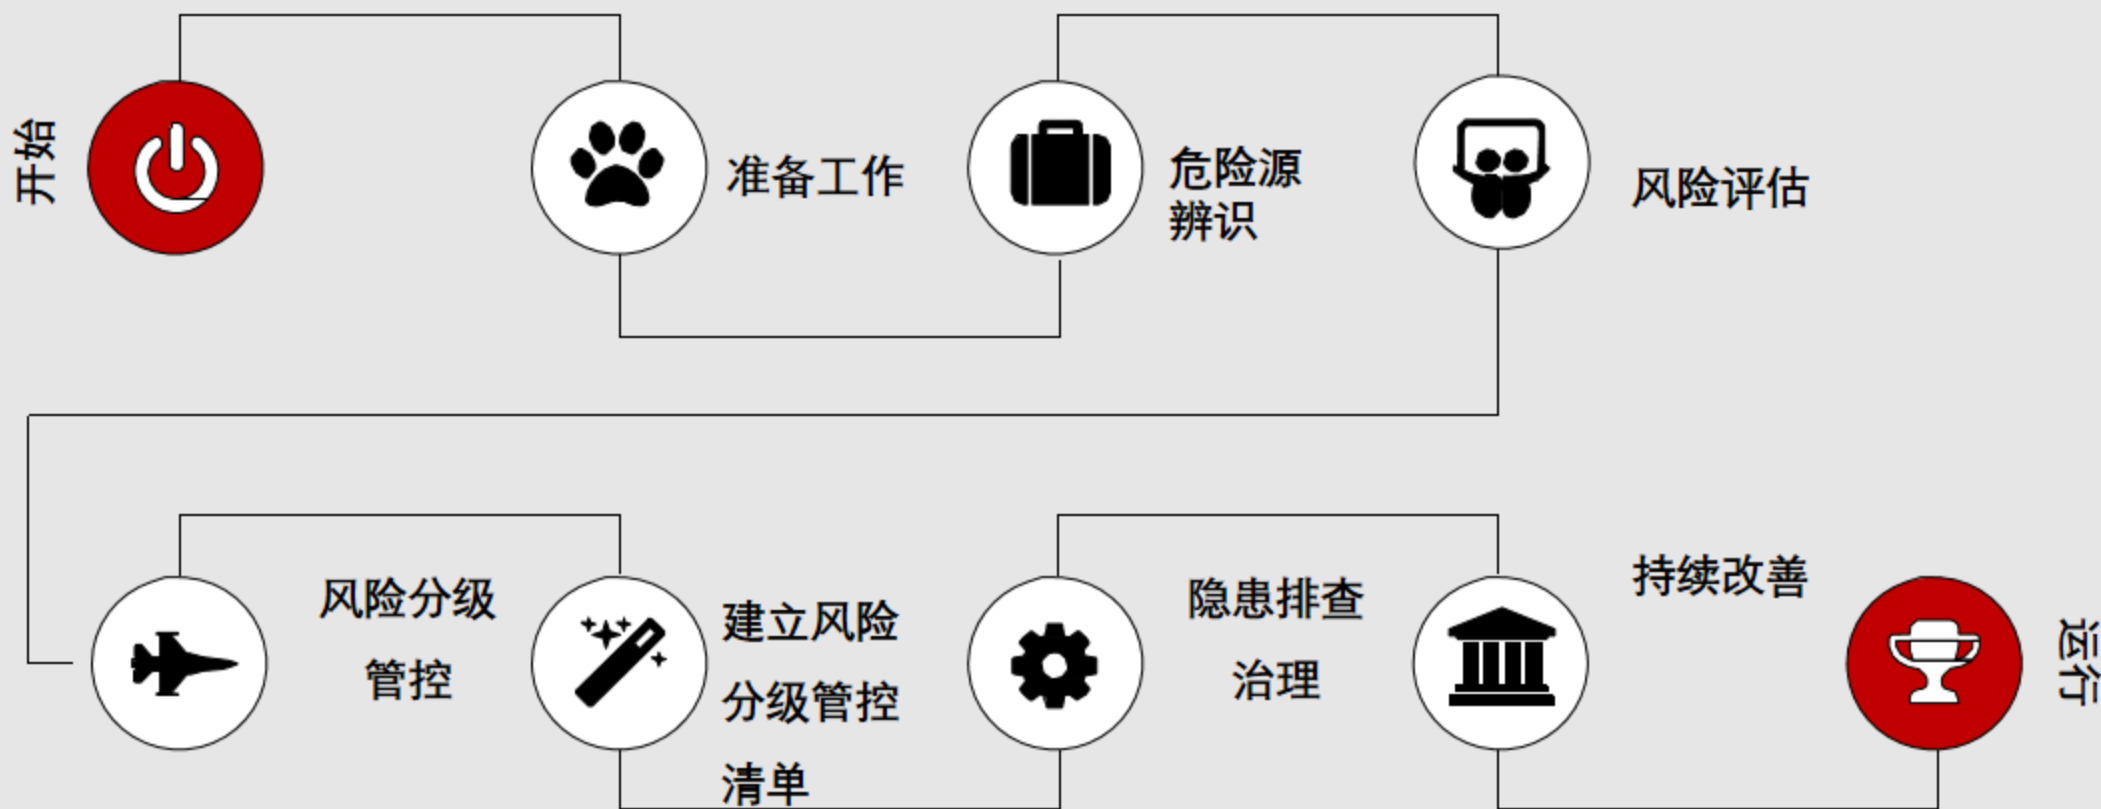 开始
准备工作
危险源
辨识
风险评估
风险分级
管控
建立风险
分级管控
清单
隐患排查
治理
持续改善
运行